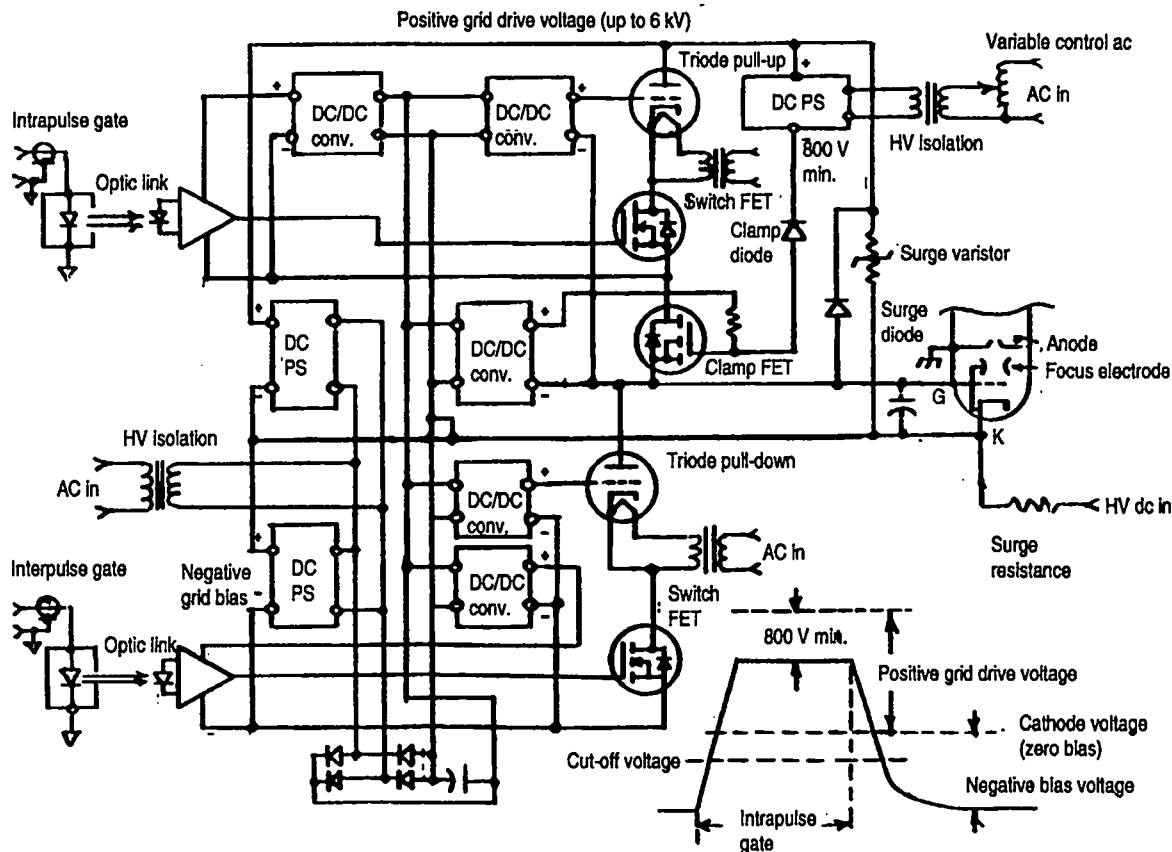 Positive grid drive voltage (up to 6 kV)
Triode pull-up
Variable control ac
+
DC/DC
conv.
-
DC/DC
conv.
+
-
+
DC PS
AC in
Intrapulse gate
Optic link
800 V
min.
HV isolation
Switch FET
Clamp
diode
Surge varistor
+
DC
PS
-
DC/DC
conv.
+
-
Clamp FET
Surge
diode
Anode
Focus electrode
G
K
HV isolation
AC in
Triode pull-down
DC/DC
conv.
+
-
HV dc in
Surge
resistance
Interpulse gate
Optic link
Negative
grid bias
+
DC
PS
-
DC/DC
conv.
+
-
AC in
Switch
FET
800 V min.
Positive grid drive voltage
Cathode voltage
(zero bias)
Cut-off voltage
Negative bias voltage
Intrapulse
gate